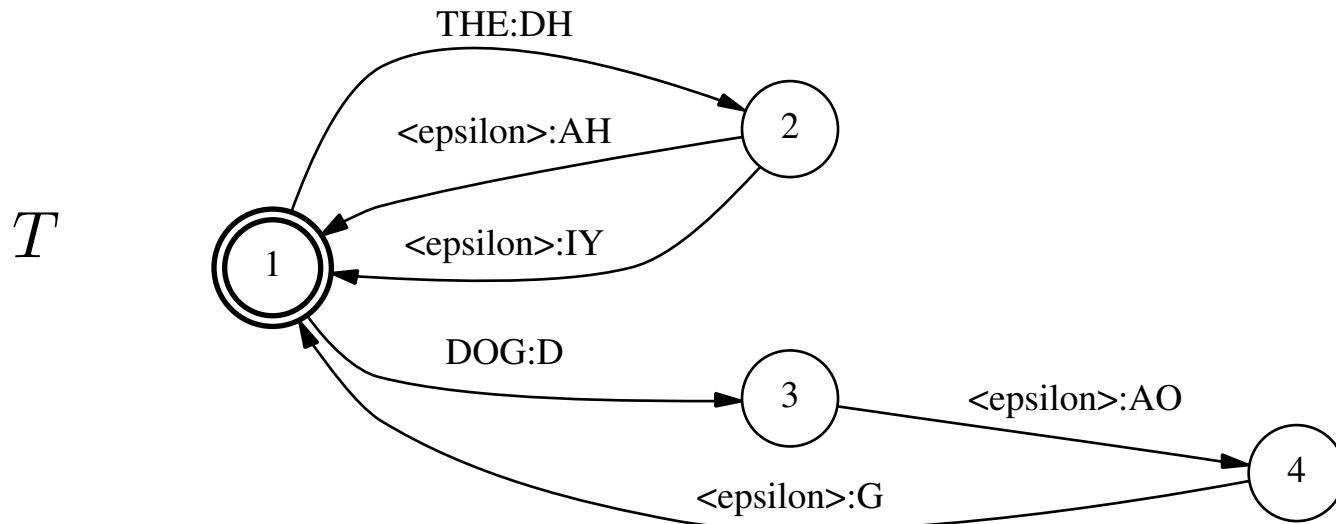 THE:DH
2
<epsilon>:AH
T
<epsilon>:IY
1
DOG:D
3
<epsilon>:AO
4
<epsilon>:G